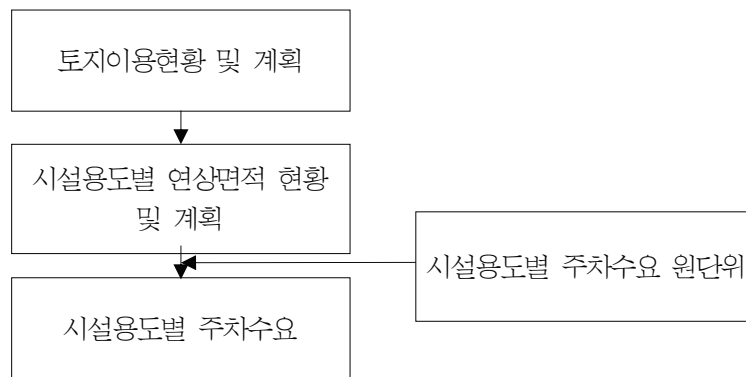 토지이용현황 및 계획
시설용도별 연상면적 현황
및 계획
시설용도별 주차수요 원단위
시설용도별 주차수요